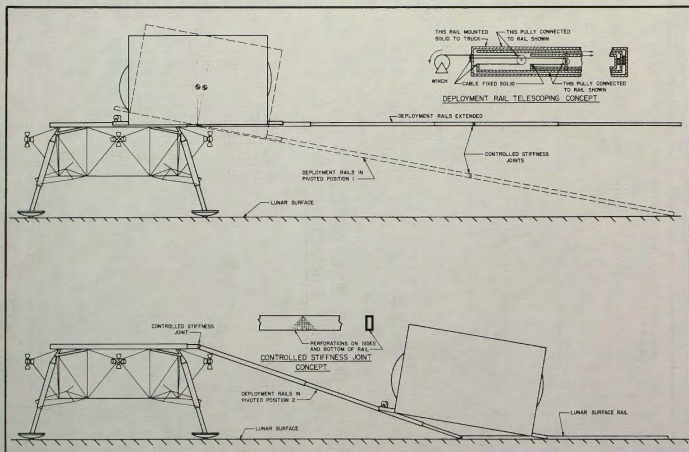 THIS RAIL MOUNTED
SOLID TO TRUCK
THIS PULLY CONNECTED
TO RAIL SHOWN
WINCH
CABLE FIXED SOLID
THIS PULLY CONNECTED
TO RAIL SHOWN
DEPLOYMENT RAIL TELESCOPING CONCEPT
DEPLOYMENT RAILS EXTENDED
CONTROLLED STIFFNESS
JOINTS
DEPLOYMENT RAILS IN
PIVOTED POSITION 1
LUNAR SURFACE
CONTROLLED STIFFNESS
JOINT
PERFORATIONS ON SIDES
AND BOTTOM OF RAIL
CONTROLLED STIFFNESS JOINT
CONCEPT
DEPLOYMENT RAILS IN
PIVOTED POSITION 2
LUNAR SURFACE RAIL
LUNAR SURFACE